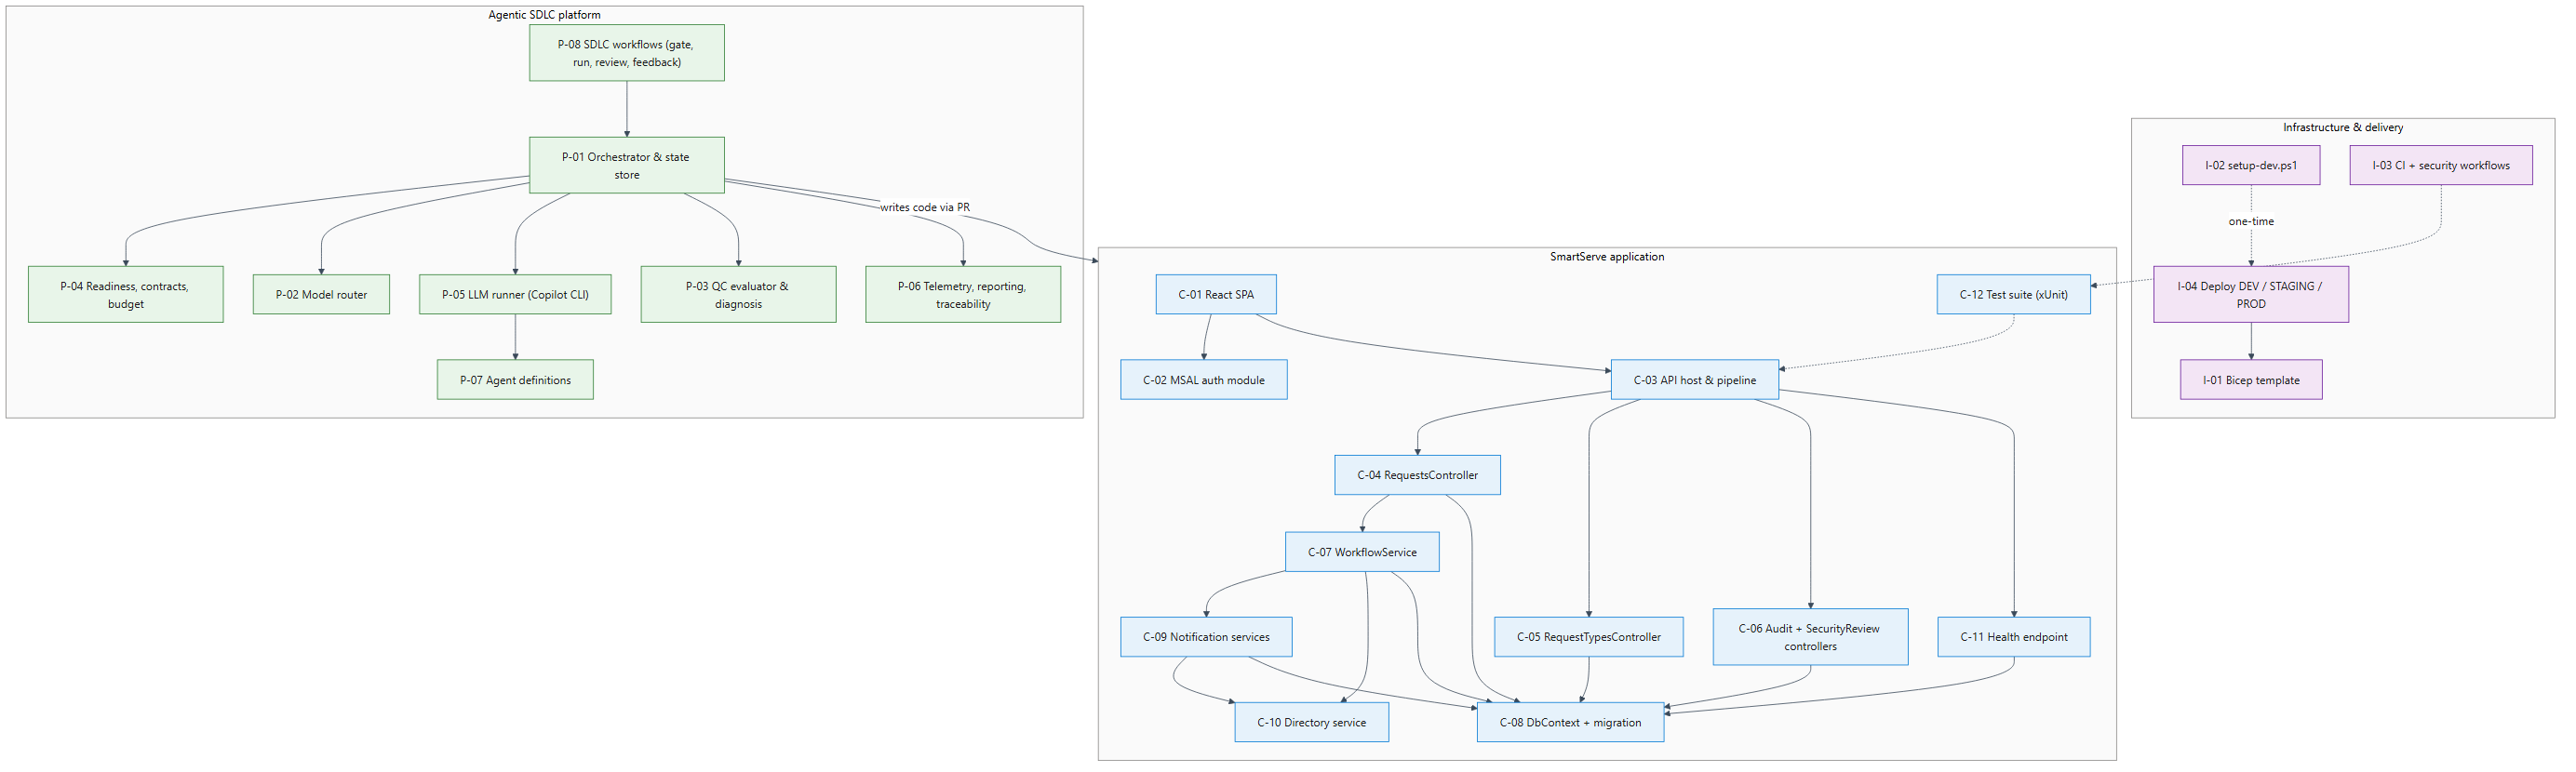 Agentic SDLC platform
P-08 SDLC workflows (gate,
run, review, feedback)
P-01 Orchestrator & state
store
writes code via PR
P-04 Readiness, contracts,
budget
P-02 Model router
P-05 LLM runner (Copilot CLI)
P-03 QC evaluator &
diagnosis
P-06 Telemetry, reporting,
traceability
P-07 Agent definitions
SmartServe application
C-01 React SPA
C-12 Test suite (xUnit)
C-02 MSAL auth module
C-03 API host & pipeline
C-04 RequestsController
C-07 WorkflowService
C-09 Notification services
C-05 RequestTypesController
C-06 Audit + SecurityReview
controllers
C-11 Health endpoint
C-10 Directory service
C-08 DbContext + migration
Infrastructure & delivery
I-02 setup-dev.ps1
I-03 CI + security workflows
one-time
I-04 Deploy DEV / STAGING /
PROD
I-01 Bicep template